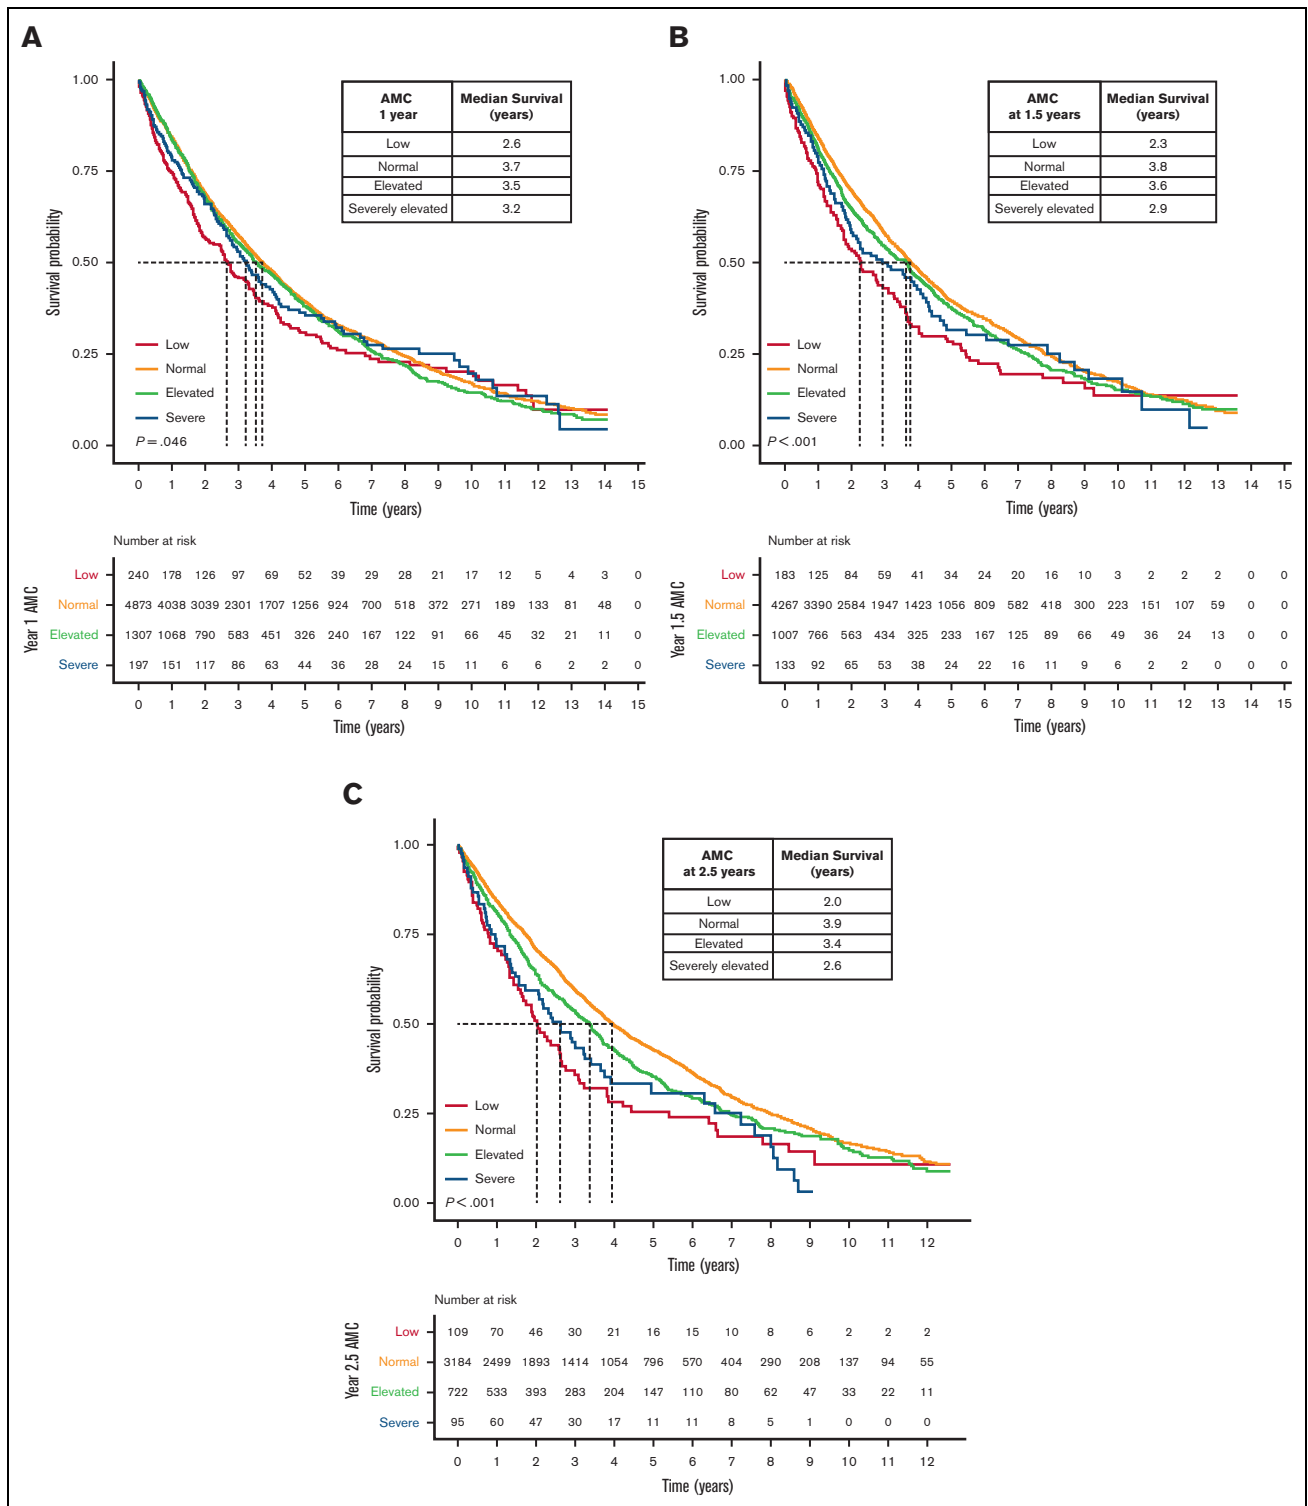 A
1.00
0.75
0.50
0.25
0.00
Survival probability
AMC 1 year | Median Survival (years)
Low 2.6
Normal 3.7
Elevated 3.5
Severely elevated 3.2
Low
Normal
Elevated
Severe
P = .046
0 1 2 3 4 5 6 7 8 9 10 11 12 13 14 15
Time (years)
Number at risk
Year 1 AMC
Low 240 178 126 97 69 52 39 29 28 21 17 12 5 4 3 0
Normal 4873 4038 3039 2301 1707 1256 924 700 518 372 271 189 133 81 48 0
Elevated 1307 1068 790 583 451 326 240 167 122 91 66 45 32 21 11 0
Severe 197 151 117 86 63 44 36 28 24 15 11 6 6 2 2 0
0 1 2 3 4 5 6 7 8 9 10 11 12 13 14 15
Time (years)
B
1.00
0.75
0.50
0.25
0.00
Survival probability
AMC at 1.5 years | Median Survival (years)
Low 2.3
Normal 3.8
Elevated 3.6
Severely elevated 2.9
Low
Normal
Elevated
Severe
P < .001
0 1 2 3 4 5 6 7 8 9 10 11 12 13 14 15
Time (years)
Number at risk
Year 1.5 AMC
Low 183 125 84 59 41 34 24 20 16 10 3 2 2 2 0 0
Normal 4267 3390 2584 1947 1423 1056 809 582 418 300 223 151 107 59 0 0
Elevated 1007 766 563 434 325 233 167 125 89 66 49 36 24 13 0 0
Severe 133 92 65 53 38 24 22 16 11 9 6 2 2 0 0 0
0 1 2 3 4 5 6 7 8 9 10 11 12 13 14 15
Time (years)
C
1.00
0.75
0.50
0.25
0.00
Survival probability
AMC at 2.5 years | Median Survival (years)
Low 2.0
Normal 3.9
Elevated 3.4
Severely elevated 2.6
Low
Normal
Elevated
Severe
P < .001
0 1 2 3 4 5 6 7 8 9 10 11 12
Time (years)
Number at risk
Year 2.5 AMC
Low 109 70 46 30 21 16 15 10 8 6 2 2 2
Normal 3184 2499 1893 1414 1054 796 570 404 290 208 137 94 55
Elevated 722 533 393 283 204 147 110 80 62 47 33 22 11
Severe 95 60 47 30 17 11 11 8 5 1 0 0 0
0 1 2 3 4 5 6 7 8 9 10 11 12
Time (years)